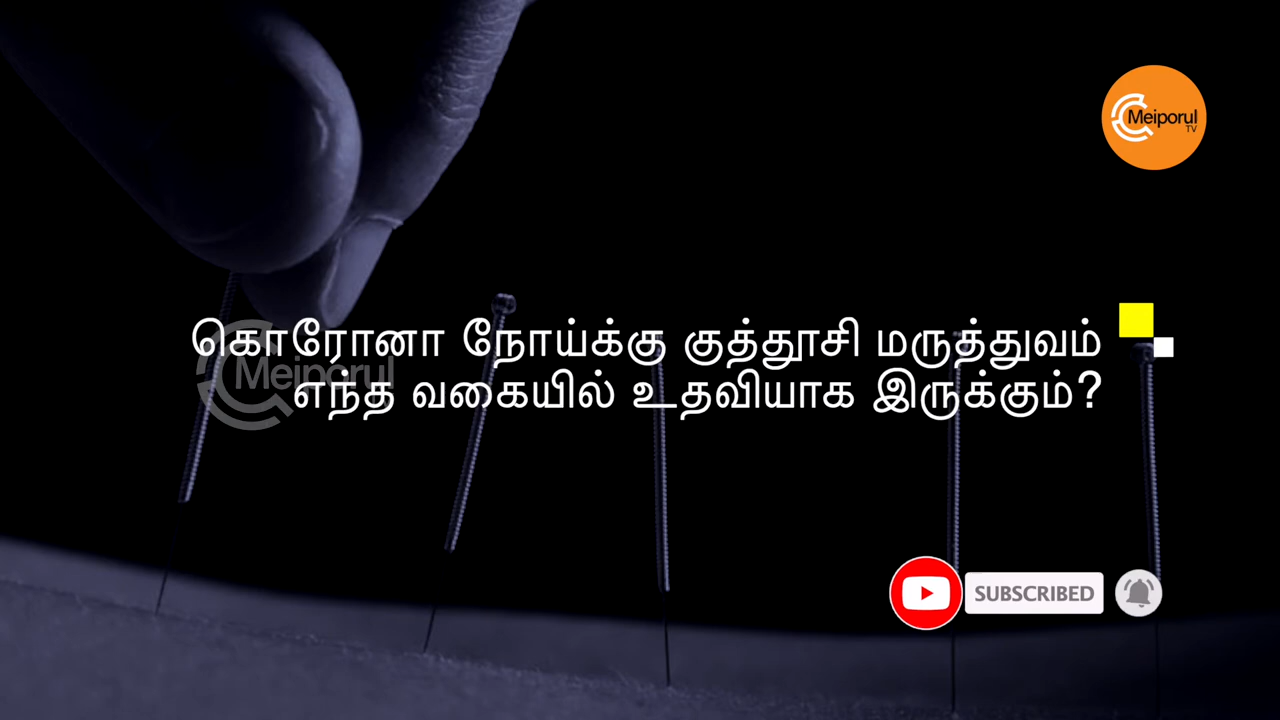 Meiporul
TV
கொரோனா நோய்க்கு குத்தூசி மருத்துவம்
எந்த வகையில் உதவியாக இருக்கும்?
Meiporul
SUBSCRIBED